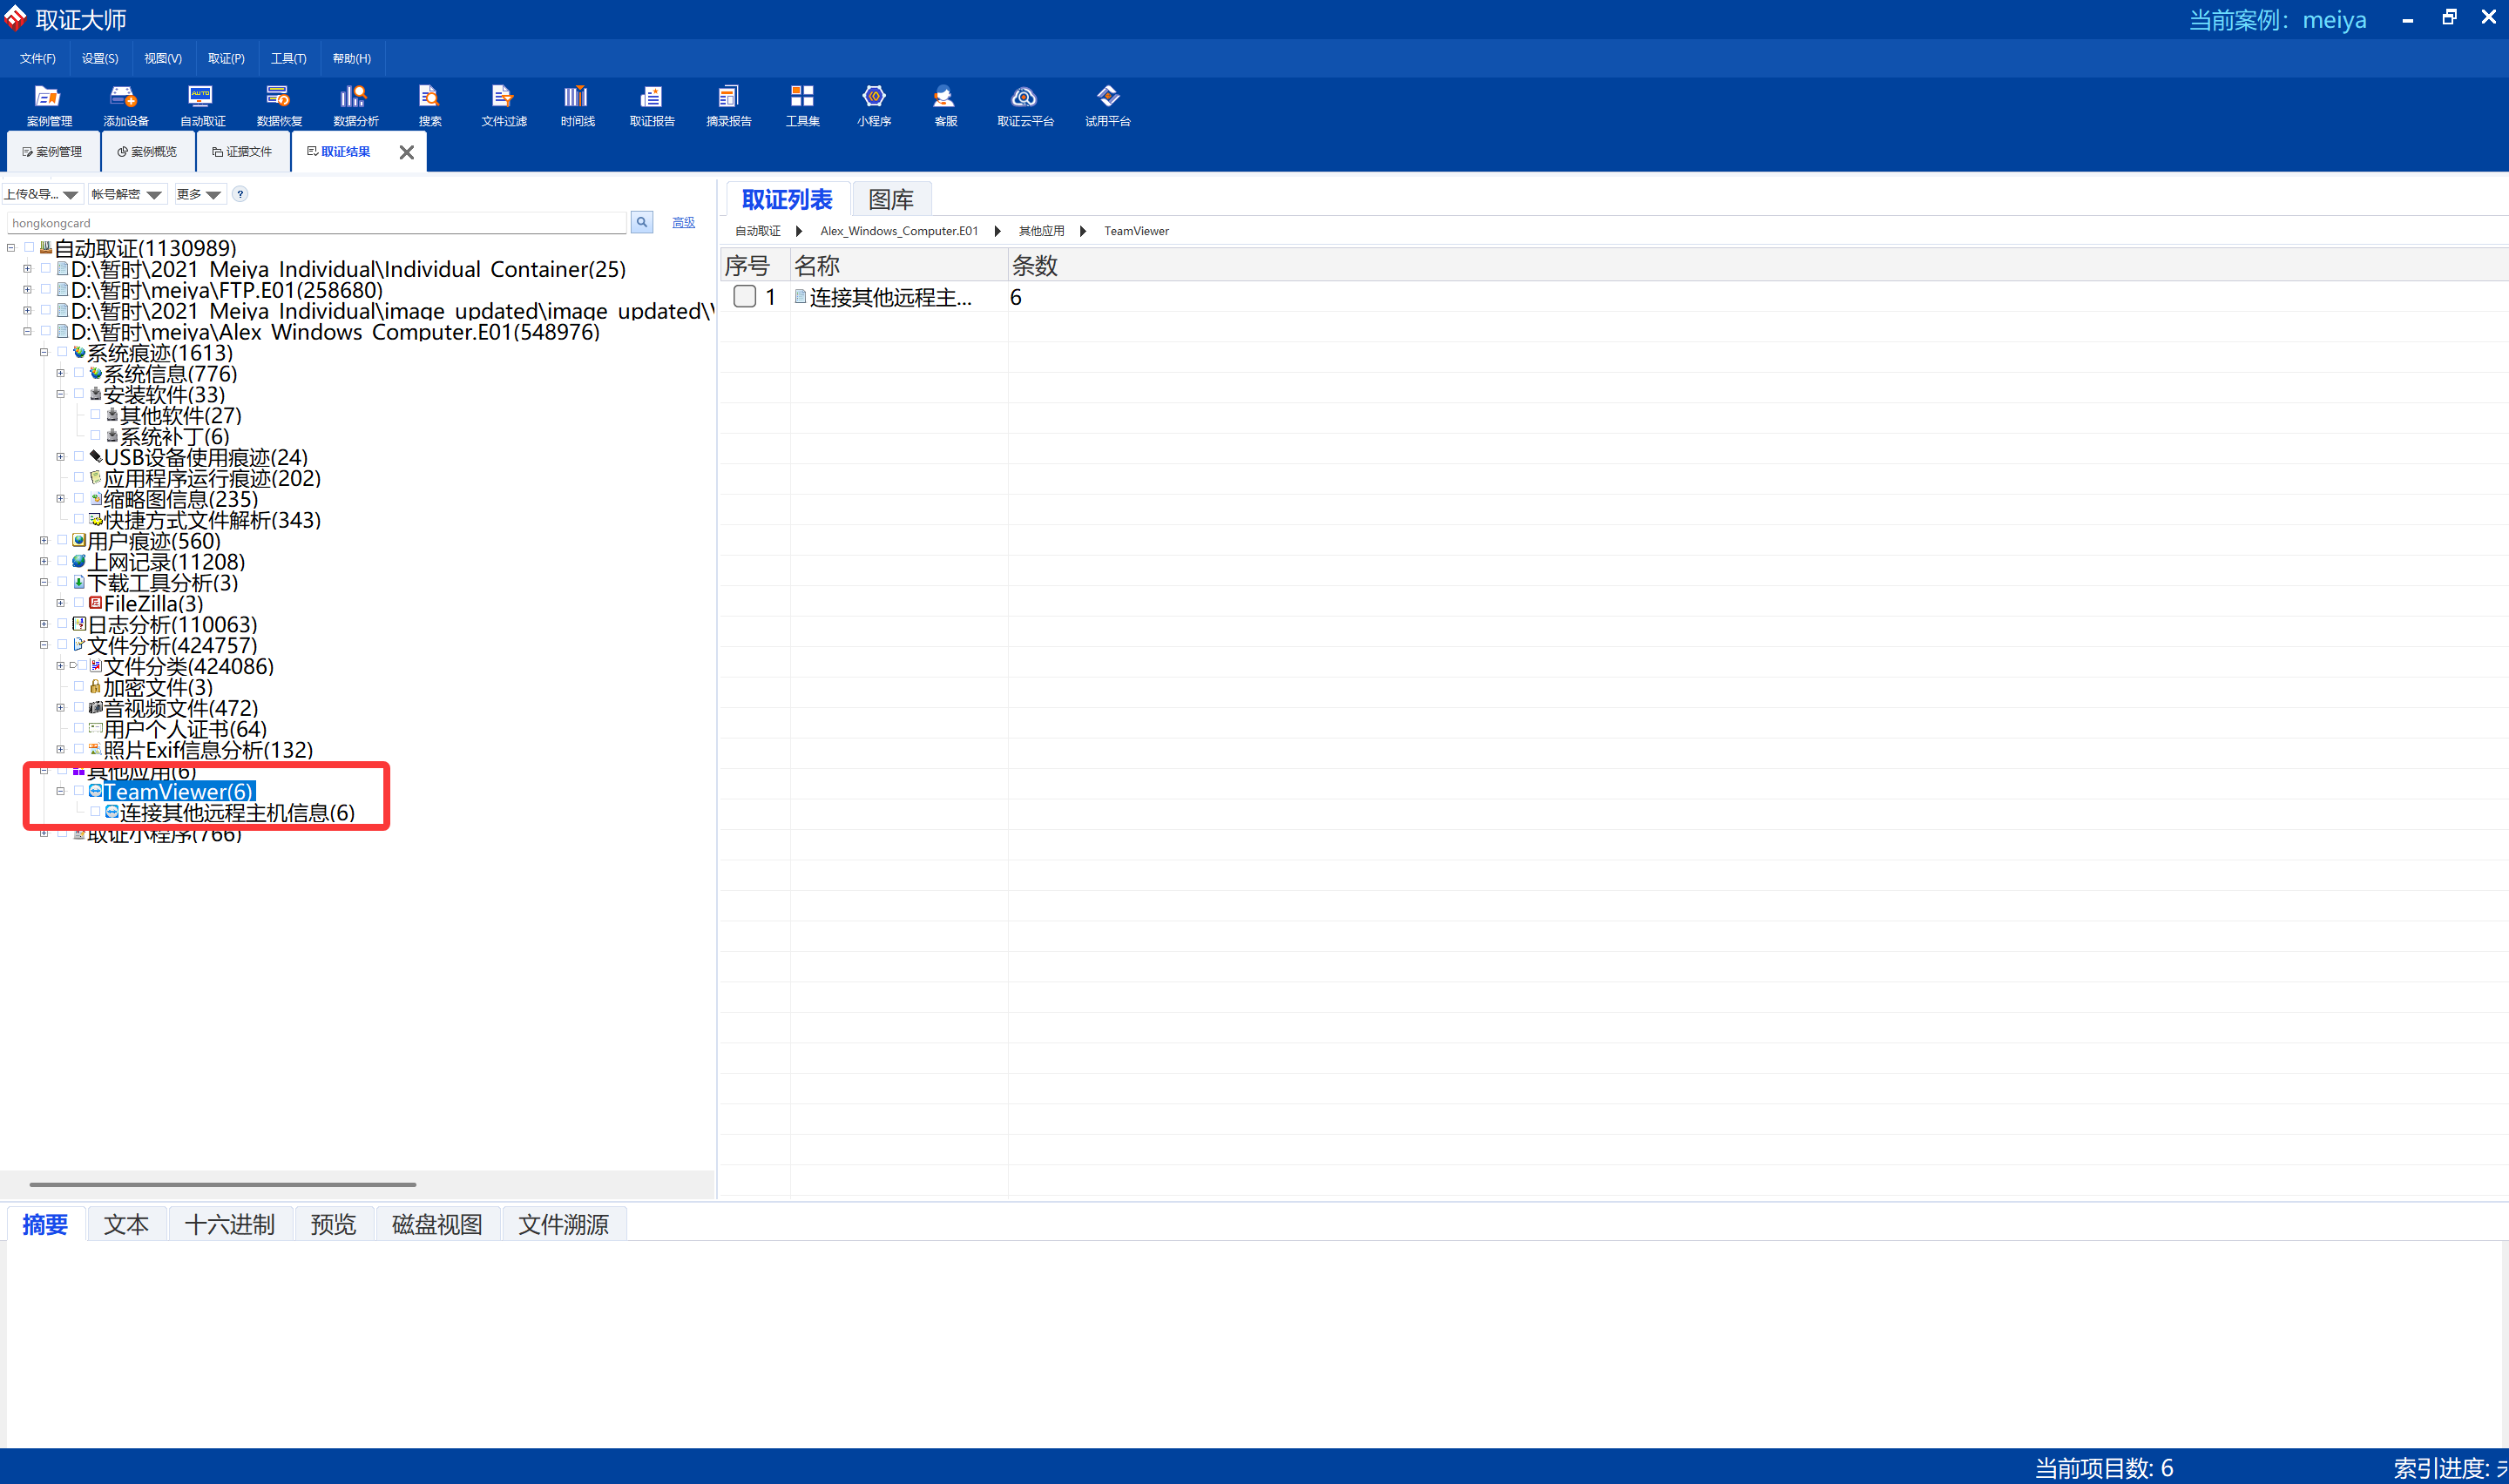 取证大师 当前案例：meiya
文件(F) 设置(S) 视图(V) 取证(P) 工具(T) 帮助(H)
案例管理 添加设备 自动取证 数据恢复 数据分析 搜索 文件过滤 时间线 取证报告 摘录报告 工具集 小程序 客服 取证云平台 试用平台
案例管理 案例概览 证据文件 取证结果
上传&导... 帐号解密 更多 ?
hongkongcard 高级
自动取证(1130989)
D:\暂时\2021 Meiya Individual\Individual Container(25)
D:\暂时\meiya\FTP.E01(258680)
D:\暂时\2021 Meiya Individual\image updated\image updated\
D:\暂时\meiya\Alex Windows Computer.E01(548976)
系统痕迹(1613)
系统信息(776)
安装软件(33)
其他软件(27)
系统补丁(6)
USB设备使用痕迹(24)
应用程序运行痕迹(202)
缩略图信息(235)
快捷方式文件解析(343)
用户痕迹(560)
上网记录(11208)
下载工具分析(3)
FileZilla(3)
日志分析(110063)
文件分析(424757)
文件分类(424086)
加密文件(3)
音视频文件(472)
用户个人证书(64)
照片Exif信息分析(132)
其他应用(6)
TeamViewer(6)
连接其他远程主机信息(6)
取证小程序(766)
取证列表 图库
自动取证 Alex_Windows_Computer.E01 其他应用 TeamViewer
序号 名称 条数
1 连接其他远程主... 6
摘要 文本 十六进制 预览 磁盘视图 文件溯源
当前项目数: 6 索引进度: